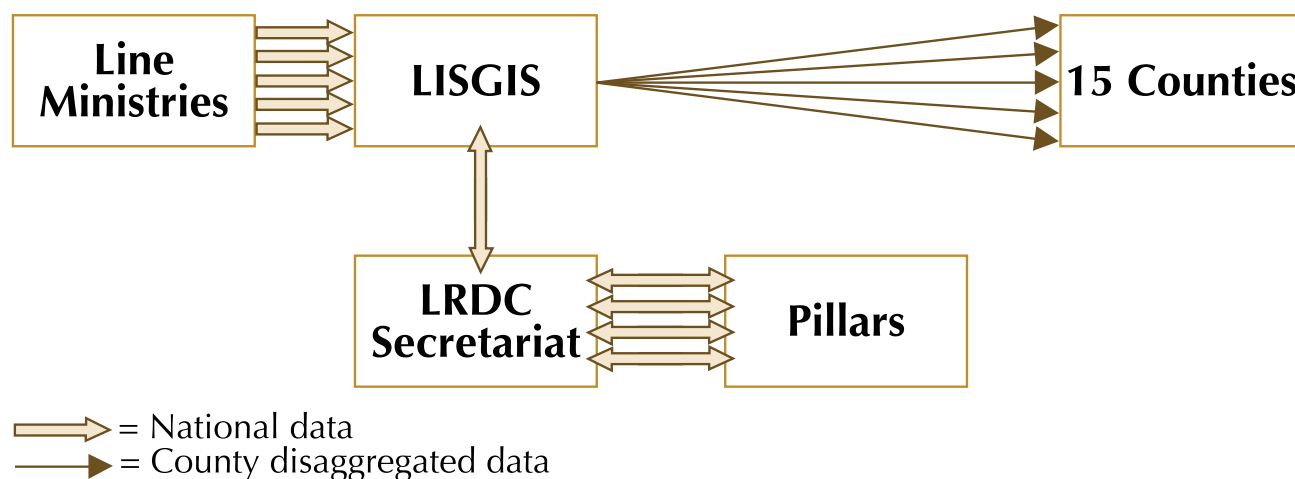 Line
Ministries
LISGIS
15 Counties
LRDC
Secretariat
Pillars
= National data
= County disaggregated data